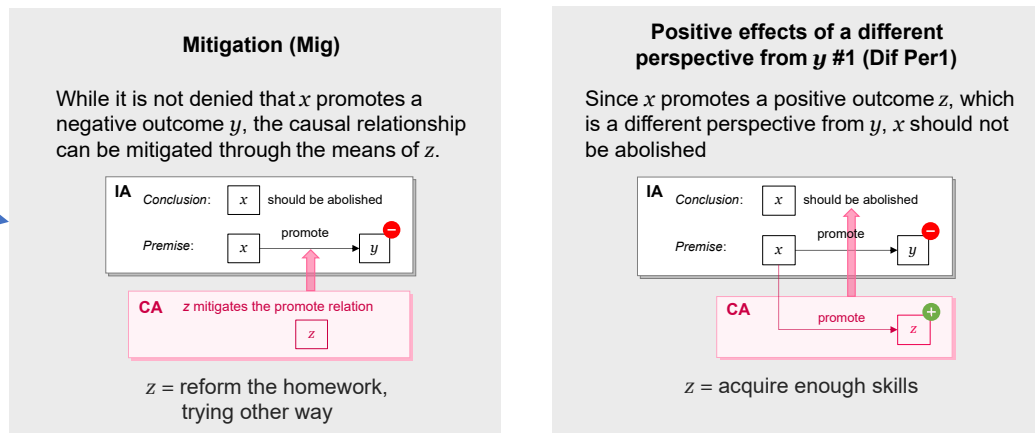 Mitigation (Mig)
While it is not denied that x promotes a
negative outcome y, the causal relationship
can be mitigated through the means of z.
IA
Conclusion: x should be abolished
promote
Premise: x y −
CA z mitigates the promote relation
z
z = reform the homework,
trying other way
Positive effects of a different
perspective from y #1 (Dif Per1)
Since x promotes a positive outcome z, which
is a different perspective from y, x should not
be abolished
IA
Conclusion: x should be abolished
promote
Premise: x y −
CA
promote z +
z = acquire enough skills